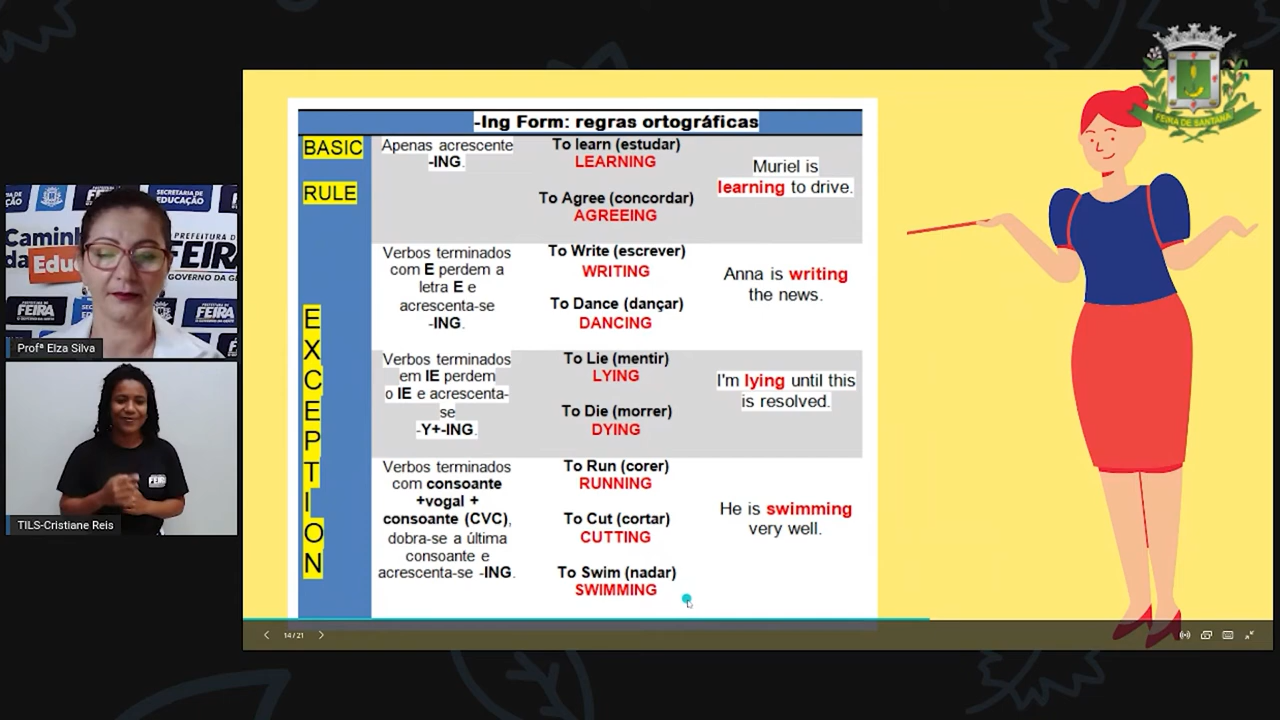 -Ing Form: regras ortográficas
BASIC
RULE
Apenas acrescente
-ING.
To learn (estudar)
LEARNING
To Agree (concordar)
AGREEING
Muriel is
learning to drive.
EXCEPTION
Verbos terminados
com E perdem a
letra E e
acrescenta-se
-ING.
To Write (escrever)
WRITING
To Dance (dançar)
DANCING
Anna is writing
the news.
Verbos terminados
em IE perdem
o IE e acrescenta-
se
-Y+-ING.
To Lie (mentir)
LYING
To Die (morrer)
DYING
I'm lying until this
is resolved.
Verbos terminados
com consoante
+vogal +
consoante (CVC),
dobra-se a última
consoante e
acrescenta-se -ING.
To Run (corer)
RUNNING
To Cut (cortar)
CUTTING
To Swim (nadar)
SWIMMING
He is swimming
very well.
14/21
FEIRA DE SANTANA
SECRETARIA DE
EDUCAÇÃO
PREFEITURA DE
FEIRA
GOVERNO DA
Profª Elza Silva
TILS-Cristiane Reis